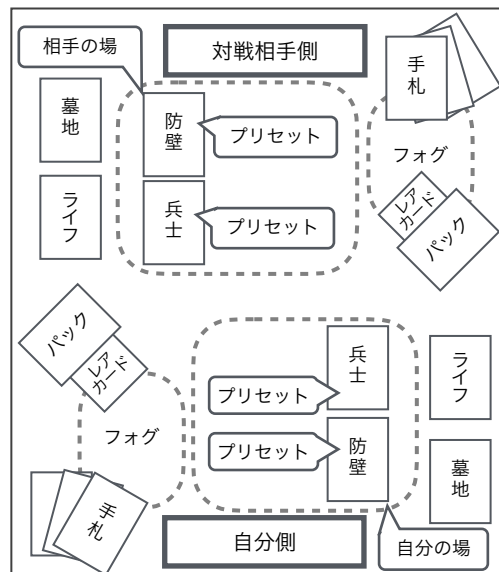 相手の場
対戦相手側
手札
墓地
防壁
プリセット
フォグ
ライフ
兵士
プリセット
レア
カード
パック
パック
レア
カード
兵士
ライフ
プリセット
フォグ
プリセット
防壁
墓地
手札
自分側
自分の場